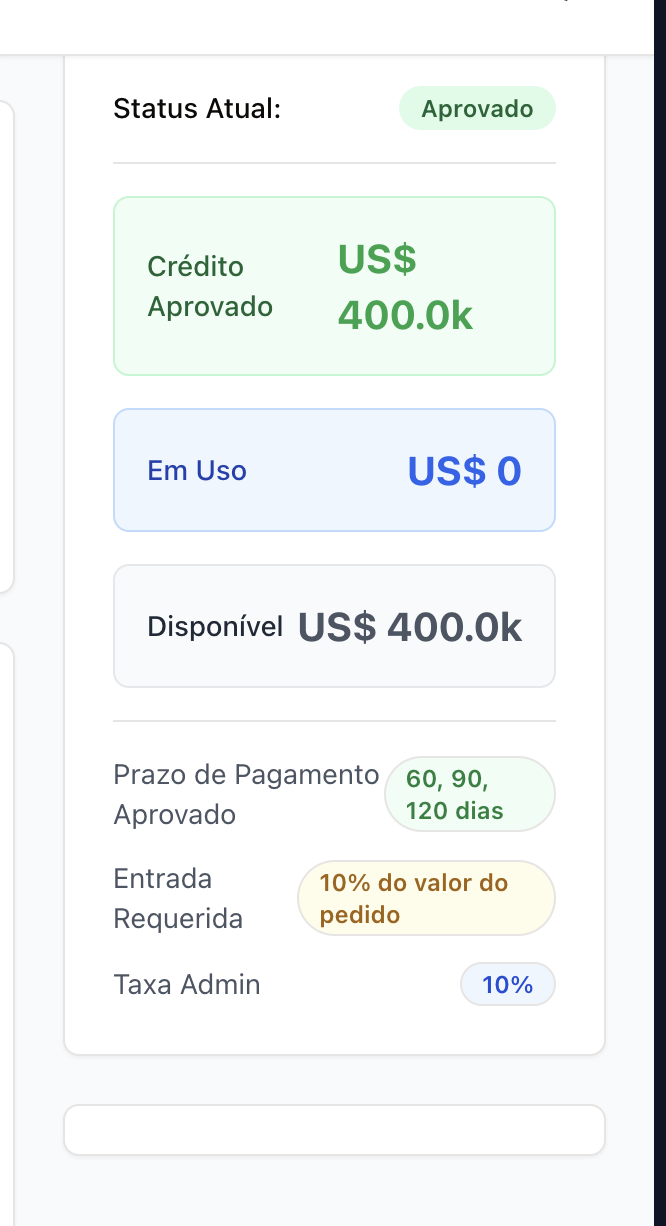 Status Atual:
Aprovado
Crédito
Aprovado
US$
400.0k
Em Uso
US$ 0
Disponível
US$ 400.0k
Prazo de Pagamento
Aprovado
60, 90,
120 dias
Entrada
Requerida
10% do valor do
pedido
Taxa Admin
10%